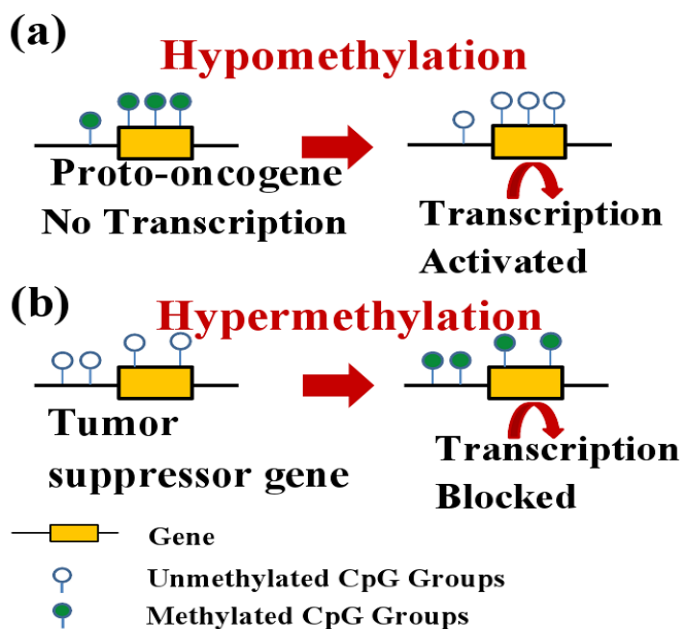 (a)
Hypomethylation
Proto-oncogene
No Transcription
Transcription
Activated
(b)
Hypermethylation
Tumor
suppressor gene
Transcription
Blocked
Gene
Unmethylated CpG Groups
Methylated CpG Groups